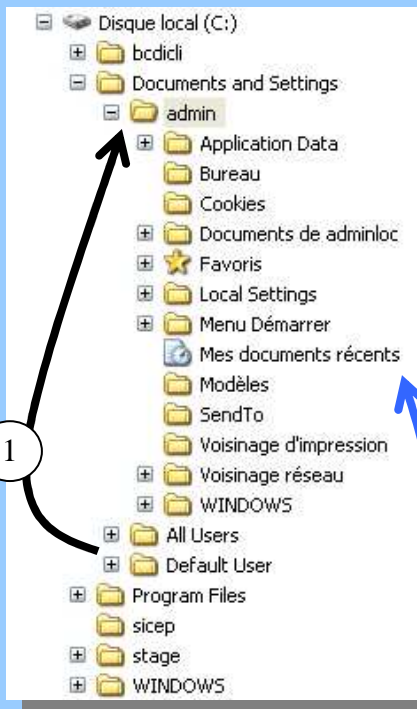 Disque local (C:)
bcdicli
Documents and Settings
admin
Application Data
Bureau
Cookies
Documents de adminloc
Favoris
Local Settings
Menu Démarrer
Mes documents récents
Modèles
SendTo
Voisinage d'impression
1
Voisinage réseau
WINDOWS
All Users
Default User
Program Files
sicep
stage
WINDOWS